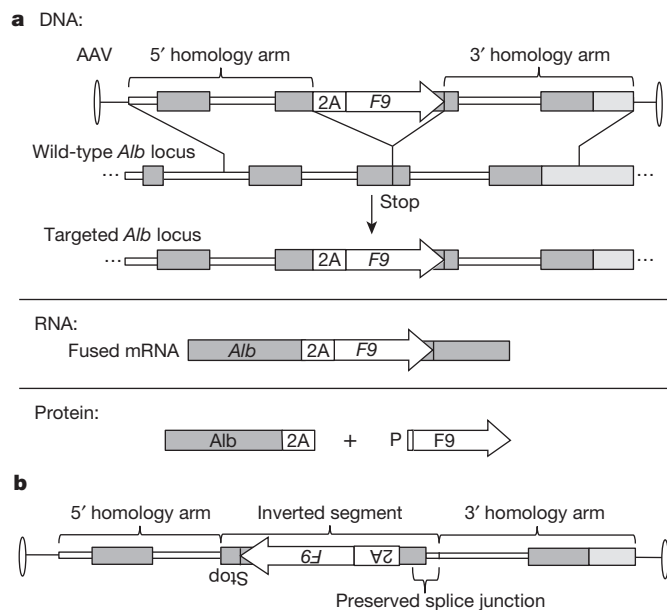 a DNA:
AAV
5′ homology arm
3′ homology arm
2A F9
Wild-type Alb locus
... ...
Stop
Targeted Alb locus
... 2A F9 ...
RNA:
Fused mRNA Alb 2A F9
Protein:
Alb 2A + P F9
b
5′ homology arm Inverted segment 3′ homology arm
Stop F9 2A
Preserved splice junction